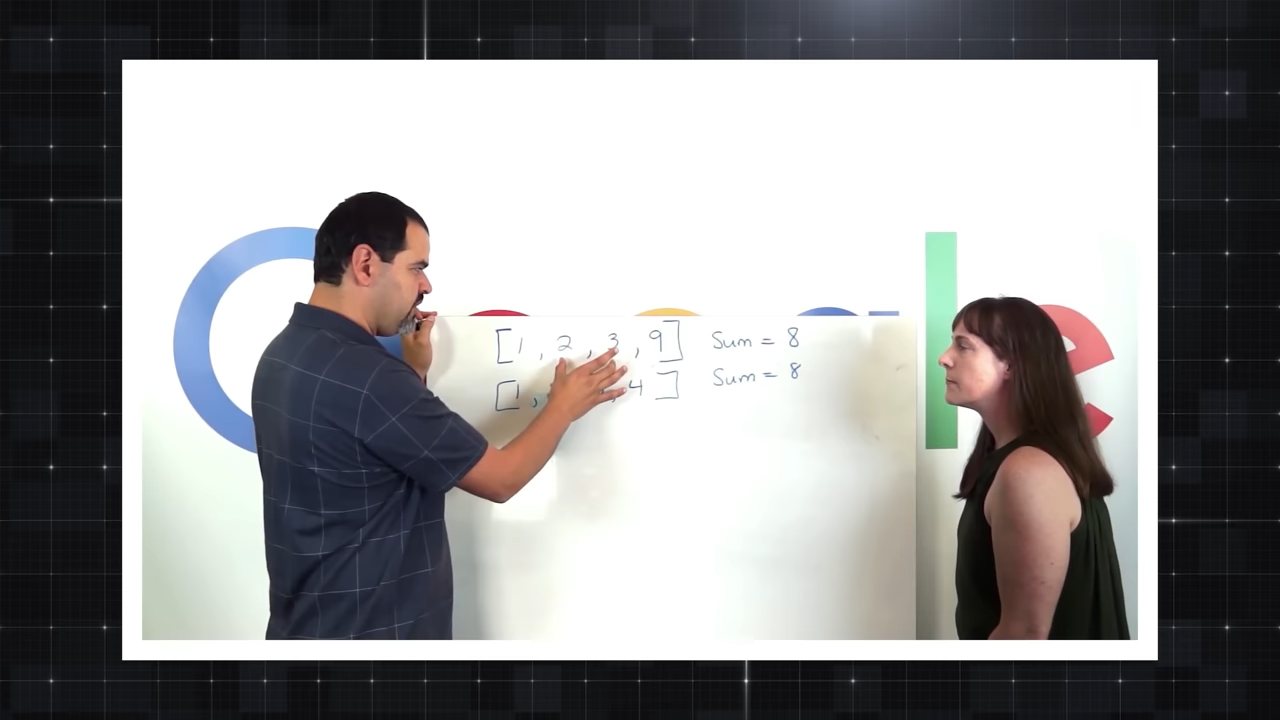 [1, 2, 3, 9] Sum = 8
[1, , 4] Sum = 8